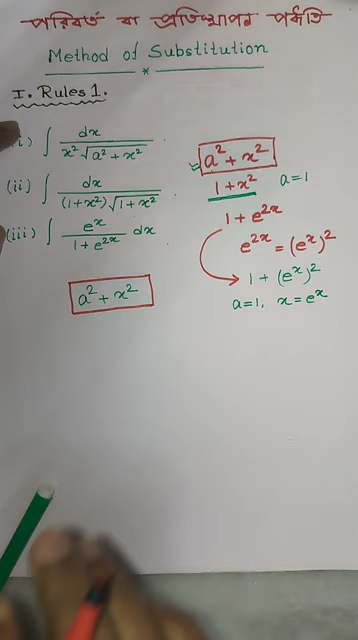 পরিবর্ত বা প্রতিস্থাপন পদ্ধতি
Method of Substitution
I. Rules 1.
i) ∫ dx / x²√(a² + x²)
(ii) ∫ dx / (1+x²)√(1+x²)
(iii) ∫ eˣ / (1+e²ˣ) dx
a² + x²
a² + x²
1 + x² a = 1
1 + e²ˣ
e²ˣ = (eˣ)²
1 + (eˣ)²
a = 1, x = eˣ